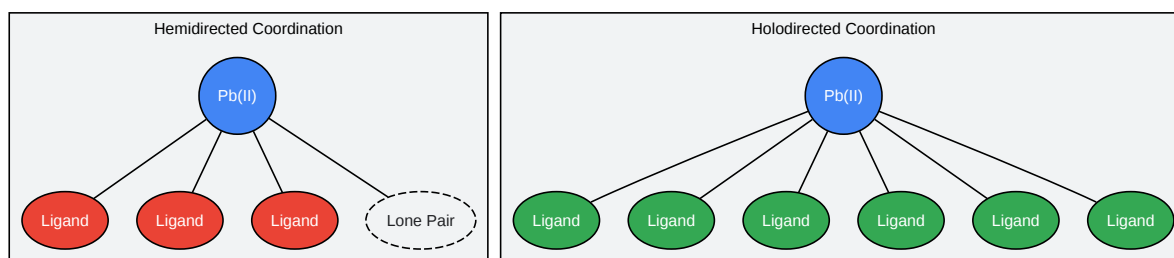 Hemidirected Coordination
Pb(II)
Ligand
Ligand
Ligand
Lone Pair
Holodirected Coordination
Pb(II)
Ligand
Ligand
Ligand
Ligand
Ligand
Ligand